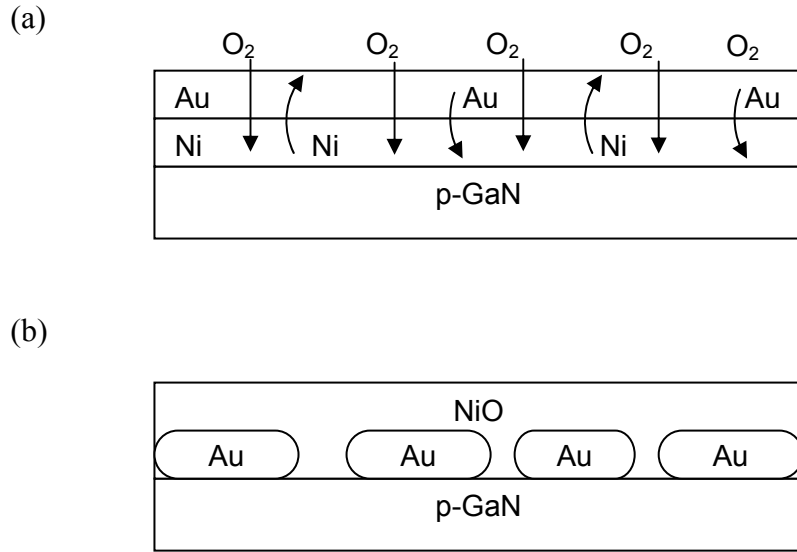 (a)
O₂ O₂ O₂ O₂ O₂
Au Au Au
Ni Ni Ni
p-GaN
(b)
NiO
Au Au Au Au
p-GaN